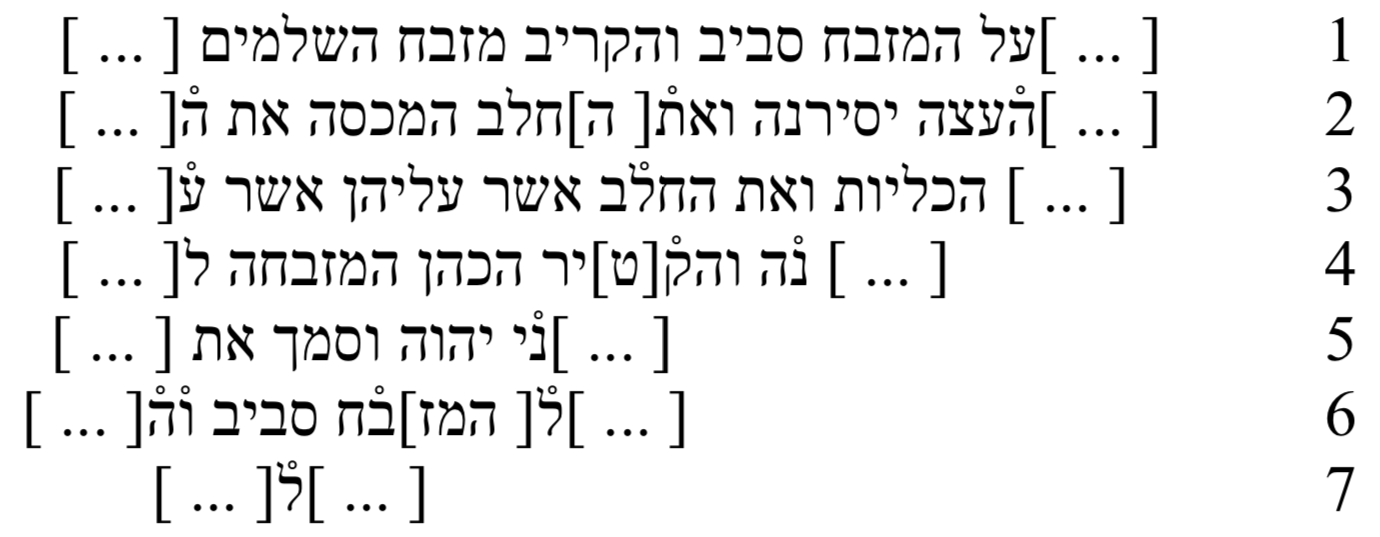 1 [ ... ]על המזבח סביב והקריב מזבח השלמים [ ... ]
2 [ ... ]ה֯עצה יסירנה ואת֯[ ה]חלב המכסה את ה֯[ ... ]
3 [ ... ] הכליות ואת החל֯ב אשר עליהן אשר ע֯[ ... ]
4 [ ... ] נ֯ה והק֯[ט]יר הכהן המזבחה ל[ ... ]
5 [ ... ]נ֯י יהוה וסמך את [ ... ]
6 [ ... ]ל֯[ המז]ב֯ח סביב ו֯ה֯[ ... ]
7 [ ... ]ל֯[ ... ]